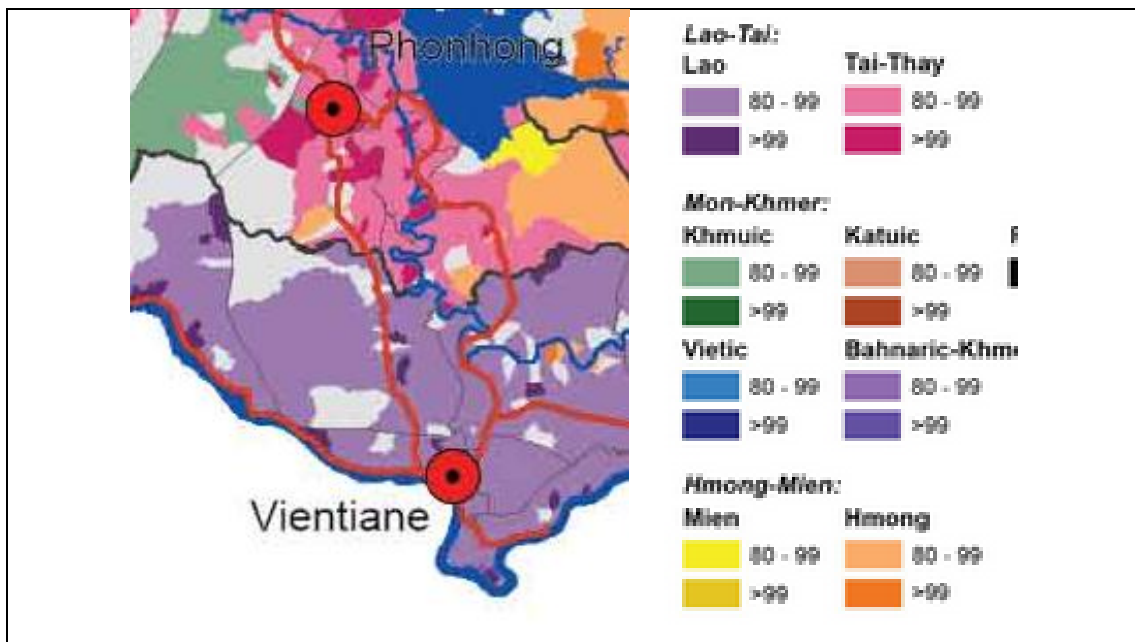 Phonhong
Vientiane
Lao-Tai:
Lao Tai-Thay
80 - 99 80 - 99
>99 >99
Mon-Khmer:
Khmuic Katuic
80 - 99 80 - 99
>99 >99
Vietic Bahnaric-Khm
80 - 99 80 - 99
>99 >99
Hmong-Mien:
Mien Hmong
80 - 99 80 - 99
>99 >99